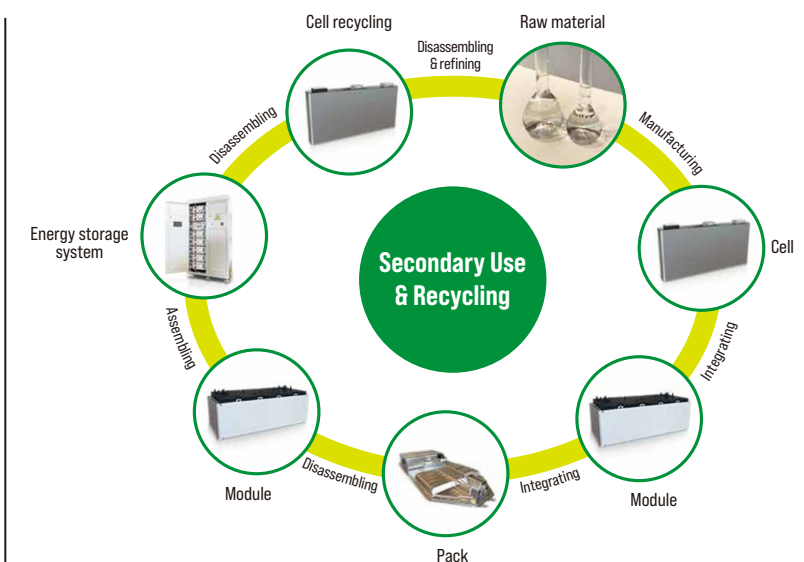 Cell recycling
Disassembling
& refining
Raw material
Manufacturing
Cell
Integrating
Module
Integrating
Pack
Disassembling
Module
Assembling
Energy storage
system
Disassembling
Secondary Use
& Recycling